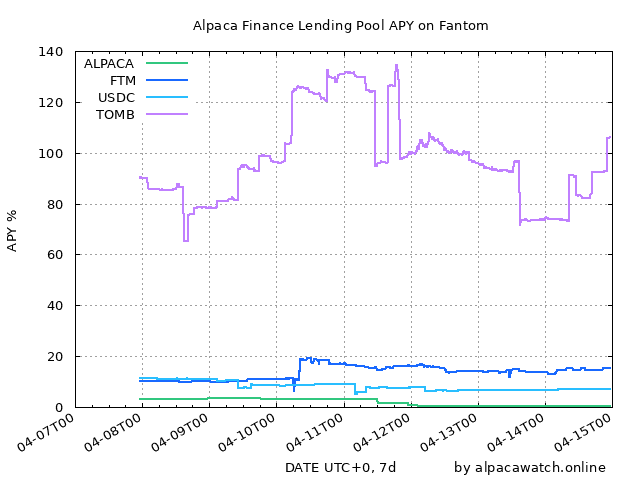 Alpaca Finance Lending Pool APY on Fantom
APY %
140
120
100
80
60
40
20
0
ALPACA
FTM
USDC
TOMB
04-07T00
04-08T00
04-09T00
04-10T00
04-11T00
04-12T00
04-13T00
04-14T00
04-15T00
DATE UTC+0, 7d
by alpacawatch.online